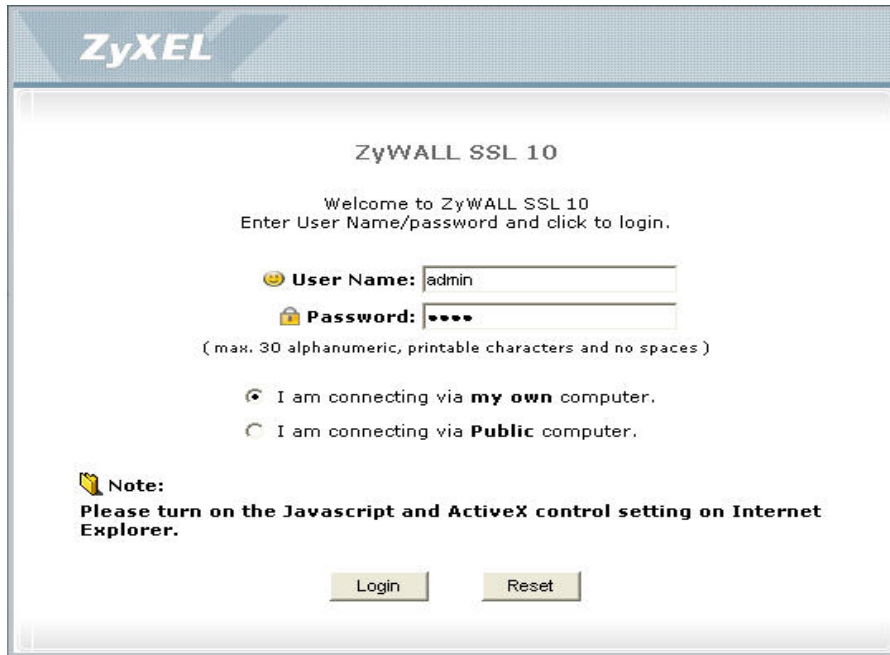 ZyXEL
ZyWALL SSL 10
Welcome to ZyWALL SSL 10
Enter User Name/password and click to login.
User Name: admin
Password: ••••
( max. 30 alphanumeric, printable characters and no spaces )
I am connecting via my own computer.
I am connecting via Public computer.
Note:
Please turn on the Javascript and ActiveX control setting on Internet
Explorer.
Login Reset